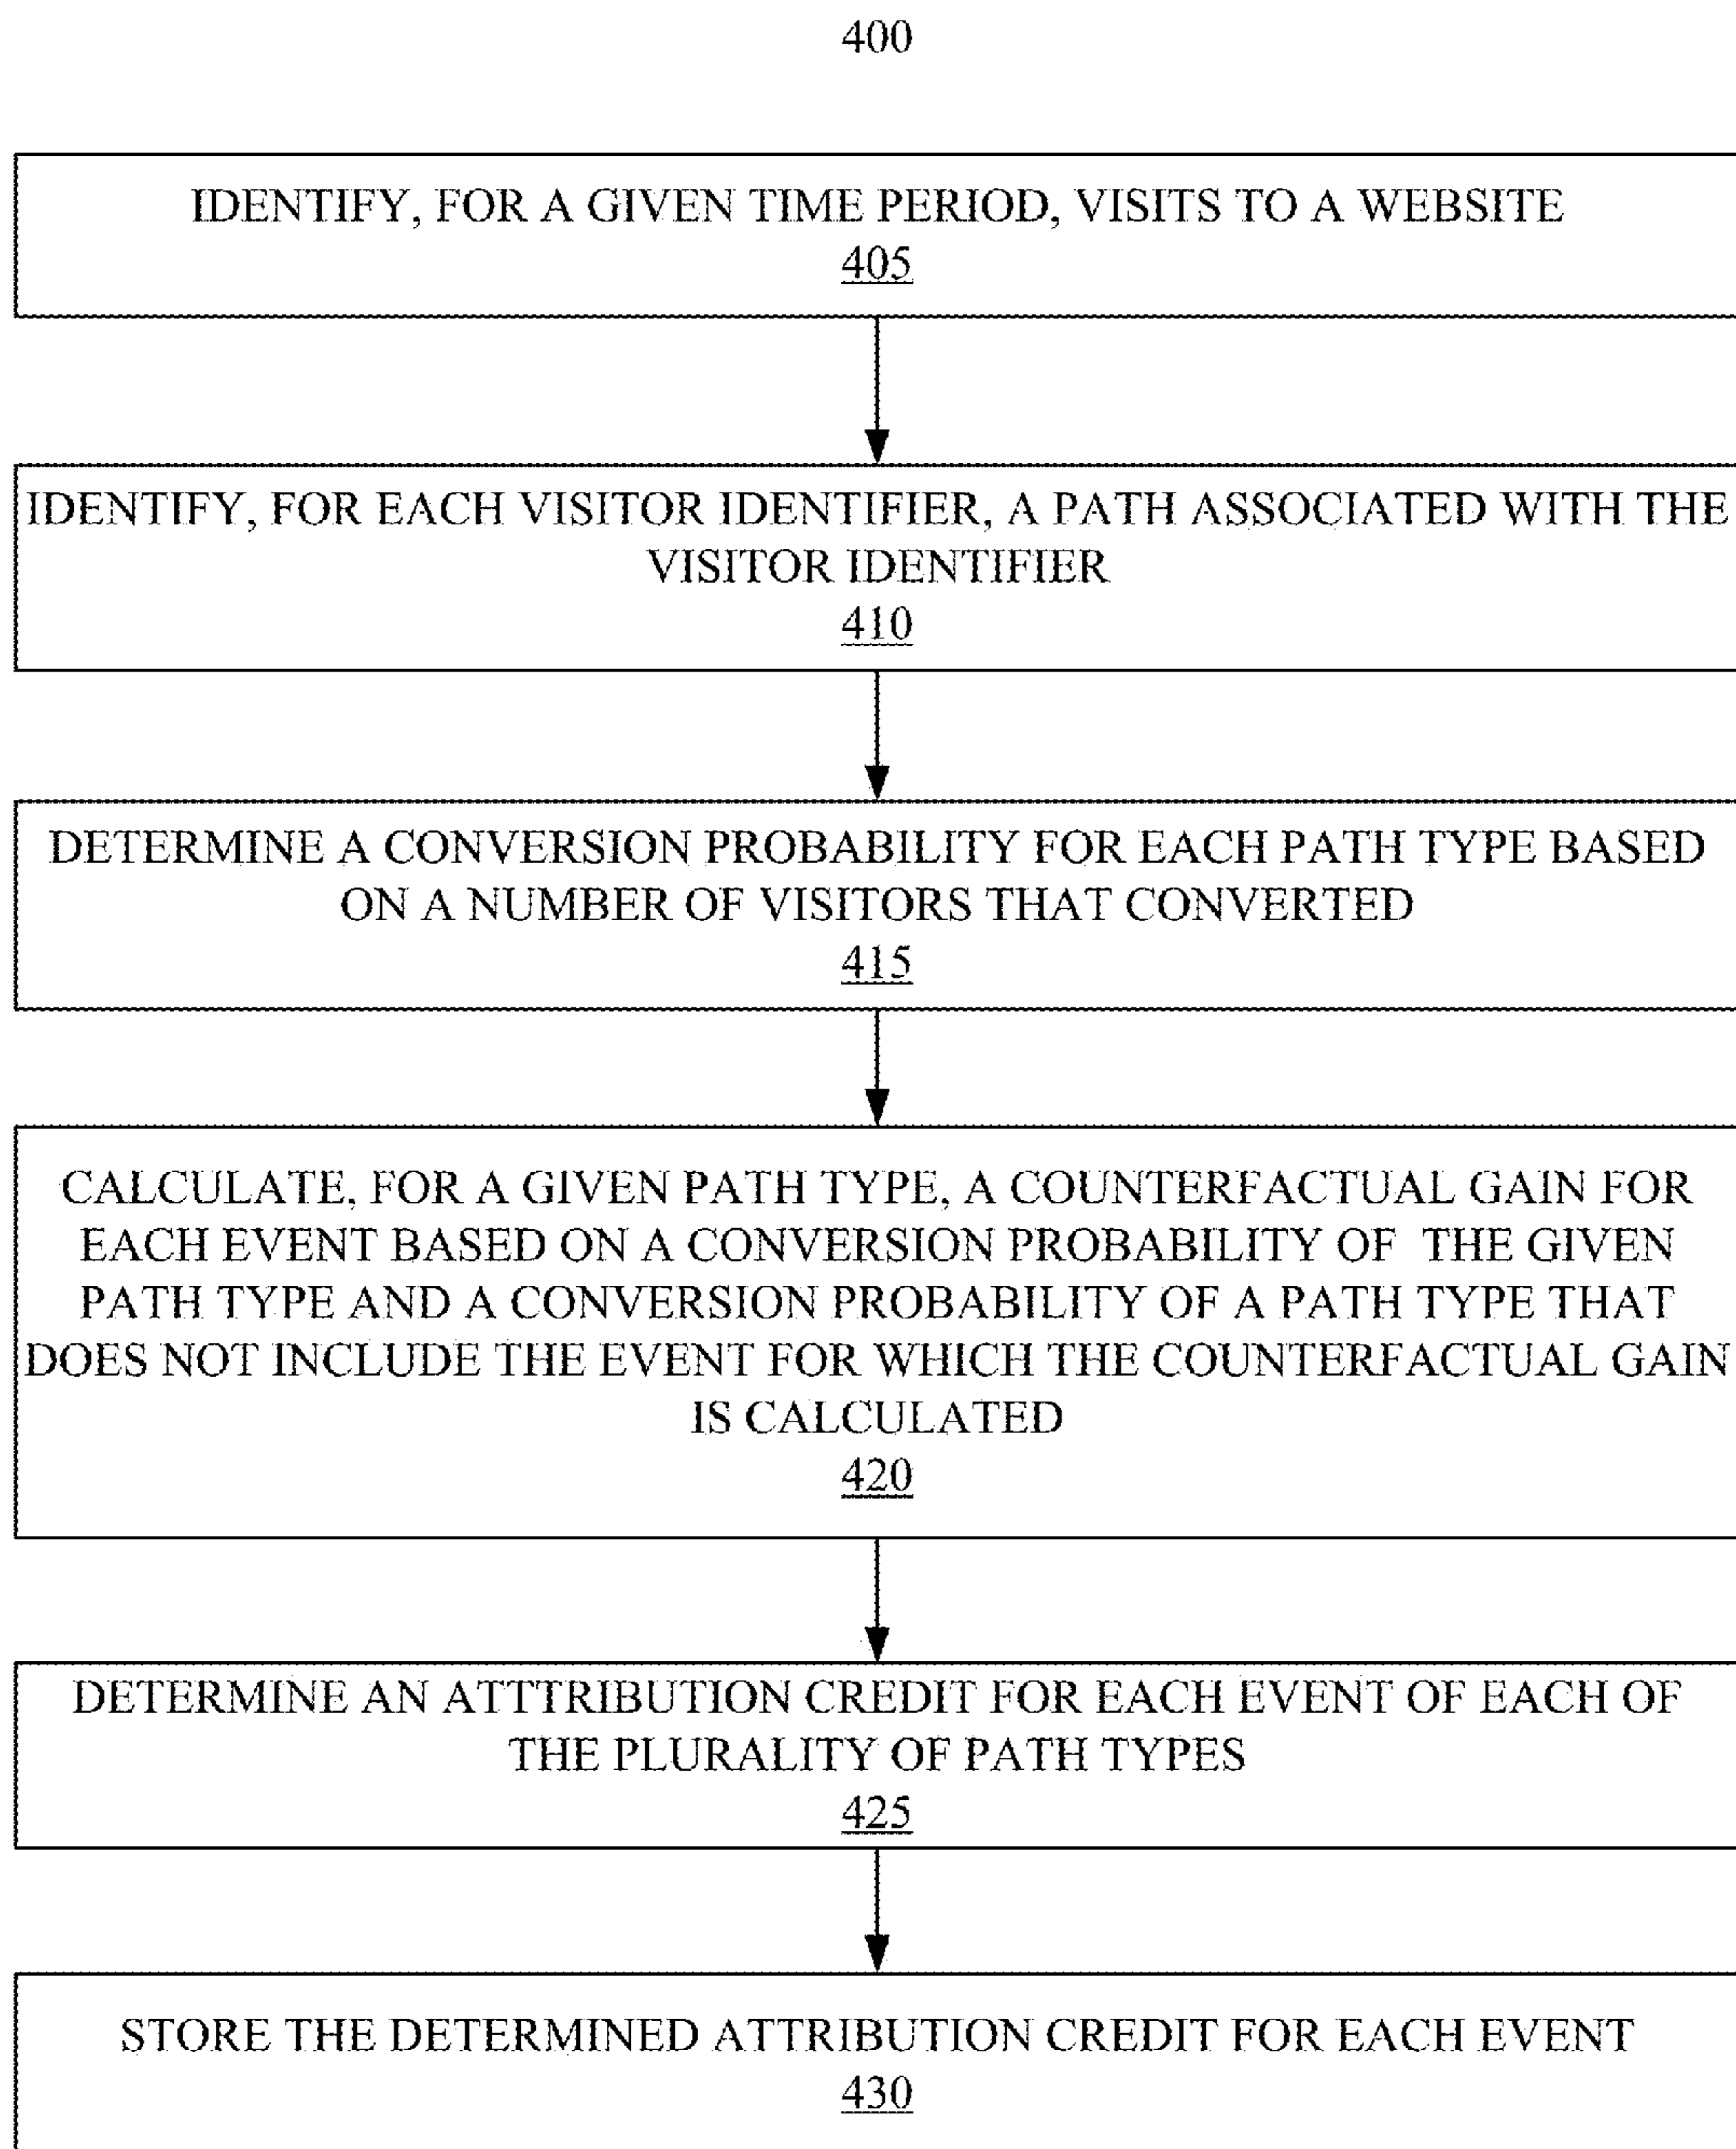 400
IDENTIFY, FOR A GIVEN TIME PERIOD, VISITS TO A WEBSITE
405
IDENTIFY, FOR EACH VISITOR IDENTIFIER, A PATH ASSOCIATED WITH THE
VISITOR IDENTIFIER
410
DETERMINE A CONVERSION PROBABILITY FOR EACH PATH TYPE BASED
ON A NUMBER OF VISITORS THAT CONVERTED
415
CALCULATE, FOR A GIVEN PATH TYPE, A COUNTERFACTUAL GAIN FOR
EACH EVENT BASED ON A CONVERSION PROBABILITY OF THE GIVEN
PATH TYPE AND A CONVERSION PROBABILITY OF A PATH TYPE THAT
DOES NOT INCLUDE THE EVENT FOR WHICH THE COUNTERFACTUAL GAIN
IS CALCULATED
420
DETERMINE AN ATTTRIBUTION CREDIT FOR EACH EVENT OF EACH OF
THE PLURALITY OF PATH TYPES
425
STORE THE DETERMINED ATTRIBUTION CREDIT FOR EACH EVENT
430